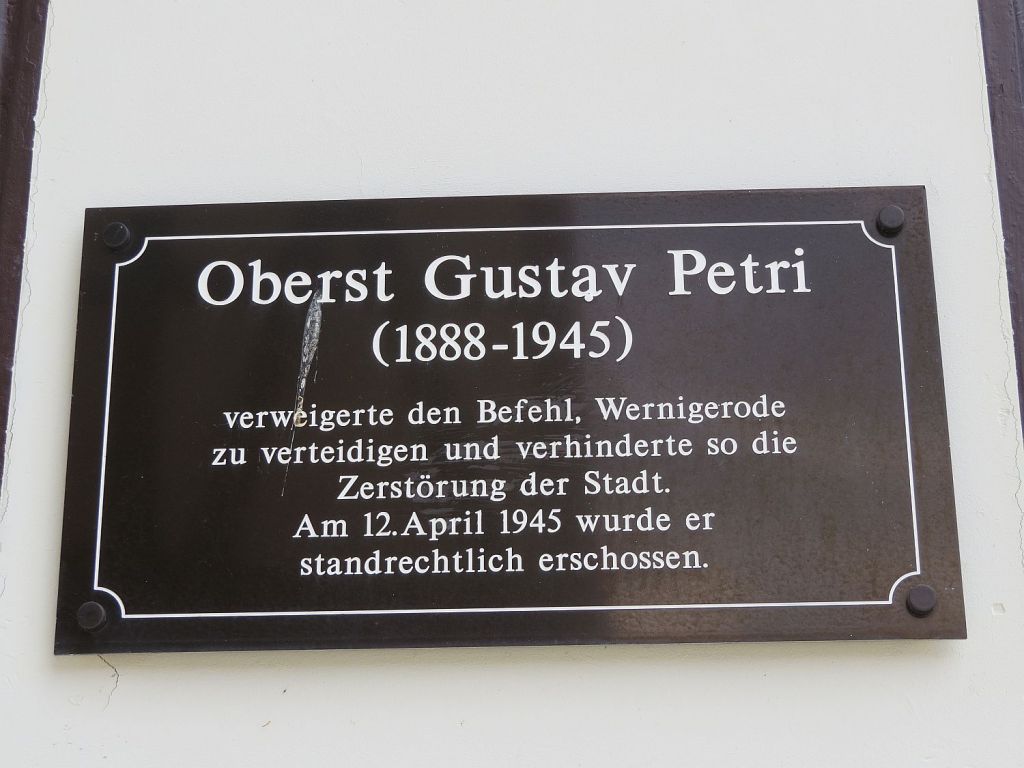 Oberst Gustav Petri
(1888-1945)
verweigerte den Befehl, Wernigerode
zu verteidigen und verhinderte so die
Zerstörung der Stadt.
Am 12. April 1945 wurde er
standrechtlich erschossen.